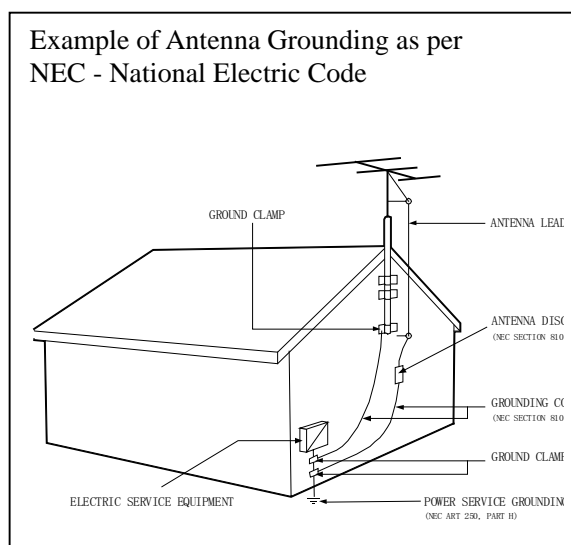 Example of Antenna Grounding as per
NEC - National Electric Code
GROUND CLAMP
ANTENNA LEAD
ANTENNA DISC
(NEC SECTION 810
GROUNDING CO
(NEC SECTION 810
GROUND CLAMP
ELECTRIC SERVICE EQUIPMENT
POWER SERVICE GROUNDING
(NEC ART 250, PART H)